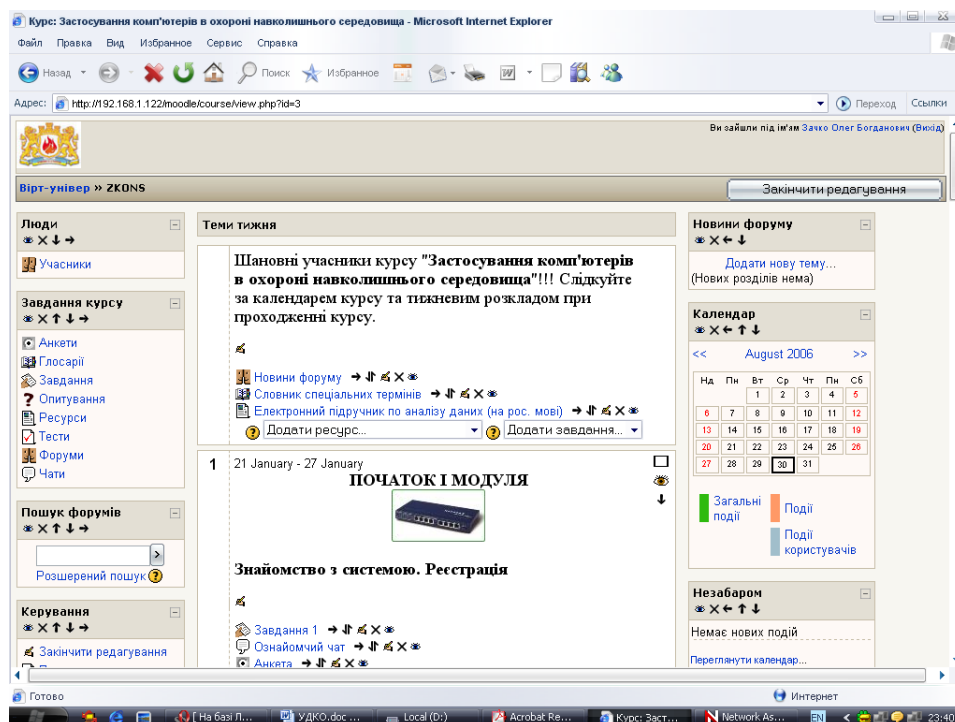 Курс: Застосування комп'ютерів в охороні навколишнього середовища - Microsoft Internet Explorer
Файл Правка Вид Избранное Сервис Справка
Назад Поиск Избранное
Адрес: http://192.168.1.122/moodle/course/view.php?id=3 Переход Ссылки
Ви зайшли під ім'ям Зачко Олег Богданович (Вихід)
Вірт-універ » ZKONS Закінчити редагування
Люди
Учасники
Завдання курсу
Анкети
Глосарії
Завдання
Опитування
Ресурси
Тести
Форуми
Чати
Пошук форумів
Розширений пошук
Керування
Закінчити редагування
Теми тижня
Шановні учасники курсу "Застосування комп'ютерів
в охороні навколишнього середовища"!!! Слідкуйте
за календарем курсу та тижневим розкладом при
проходженні курсу.
Новини форуму
Словник спеціальних термінів
Електронний підручник по аналізу даних (на рос. мові)
Додати ресурс... Додати завдання...
1 21 January - 27 January
ПОЧАТОК І МОДУЛЯ
Знайомство з системою. Реєстрація
Завдання 1
Ознайомчий чат
Анкета
Новини форуму
Додати нову тему...
(Нових розділів нема)
Календар
<< August 2006 >>
Нд Пн Вт Ср Чт Пн Сб
1 2 3 4 5
6 7 8 9 10 11 12
13 14 15 16 17 18 19
20 21 22 23 24 25 26
27 28 29 30 31
Загальні
події
Події
Події
користувачів
Незабаром
Немає нових подій
Переглянути календар...
Готово Интернет
[ На базі Л... УДКО.doc ... Local (D:) Acrobat Re... Курс: Заст... Network As... EN 23:40